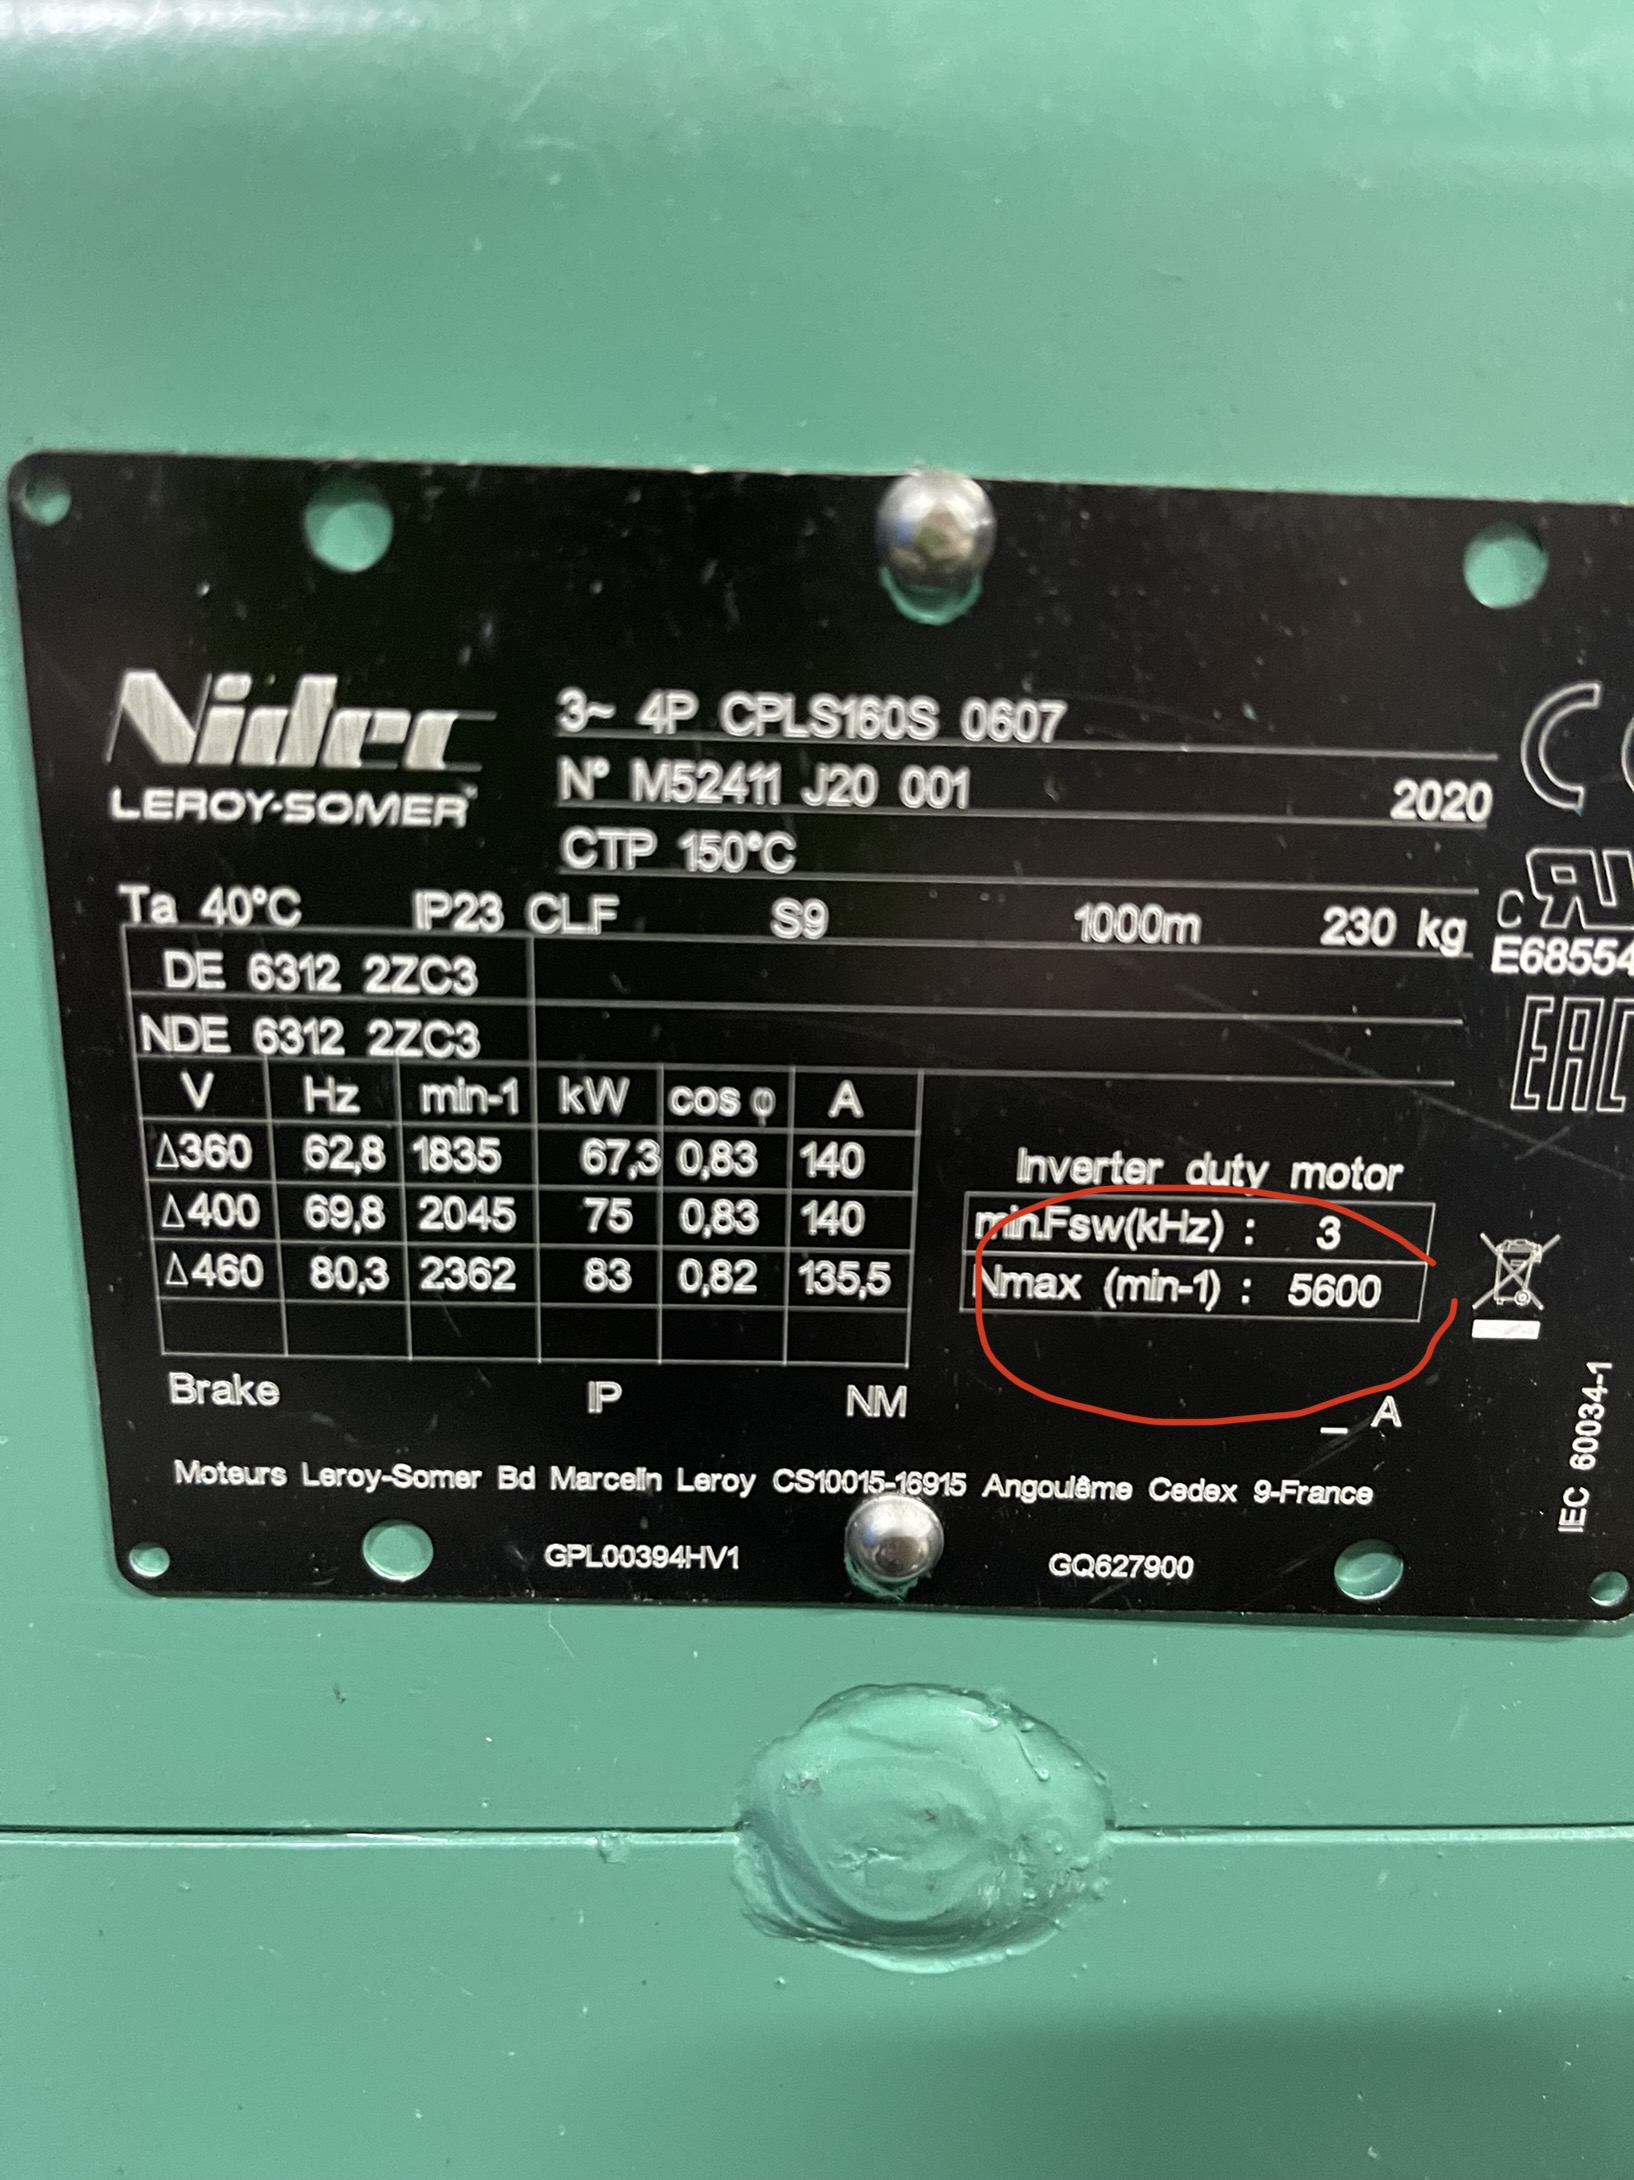 Nidec
LEROY-SOMER
3~ 4P CPLS160S 0607
N° M52411 J20 001 2020
CTP 150°C
Ta 40°C IP23 CLF S9 1000m 230 kg
E68554
DE 6312 2ZC3
NDE 6312 2ZC3
EAC
V Hz min-1 kW cos φ A
Δ360 62,8 1835 67,3 0,83 140
Δ400 69,8 2045 75 0,83 140
Δ460 80,3 2362 83 0,82 135,5
Inverter duty motor
min.Fsw(kHz) : 3
Nmax (min-1) : 5600
Brake IP NM _ A
IEC 60034-1
Moteurs Leroy-Somer Bd Marcelin Leroy CS10015-16915 Angoulême Cedex 9-France
GPL00394HV1 GQ627900